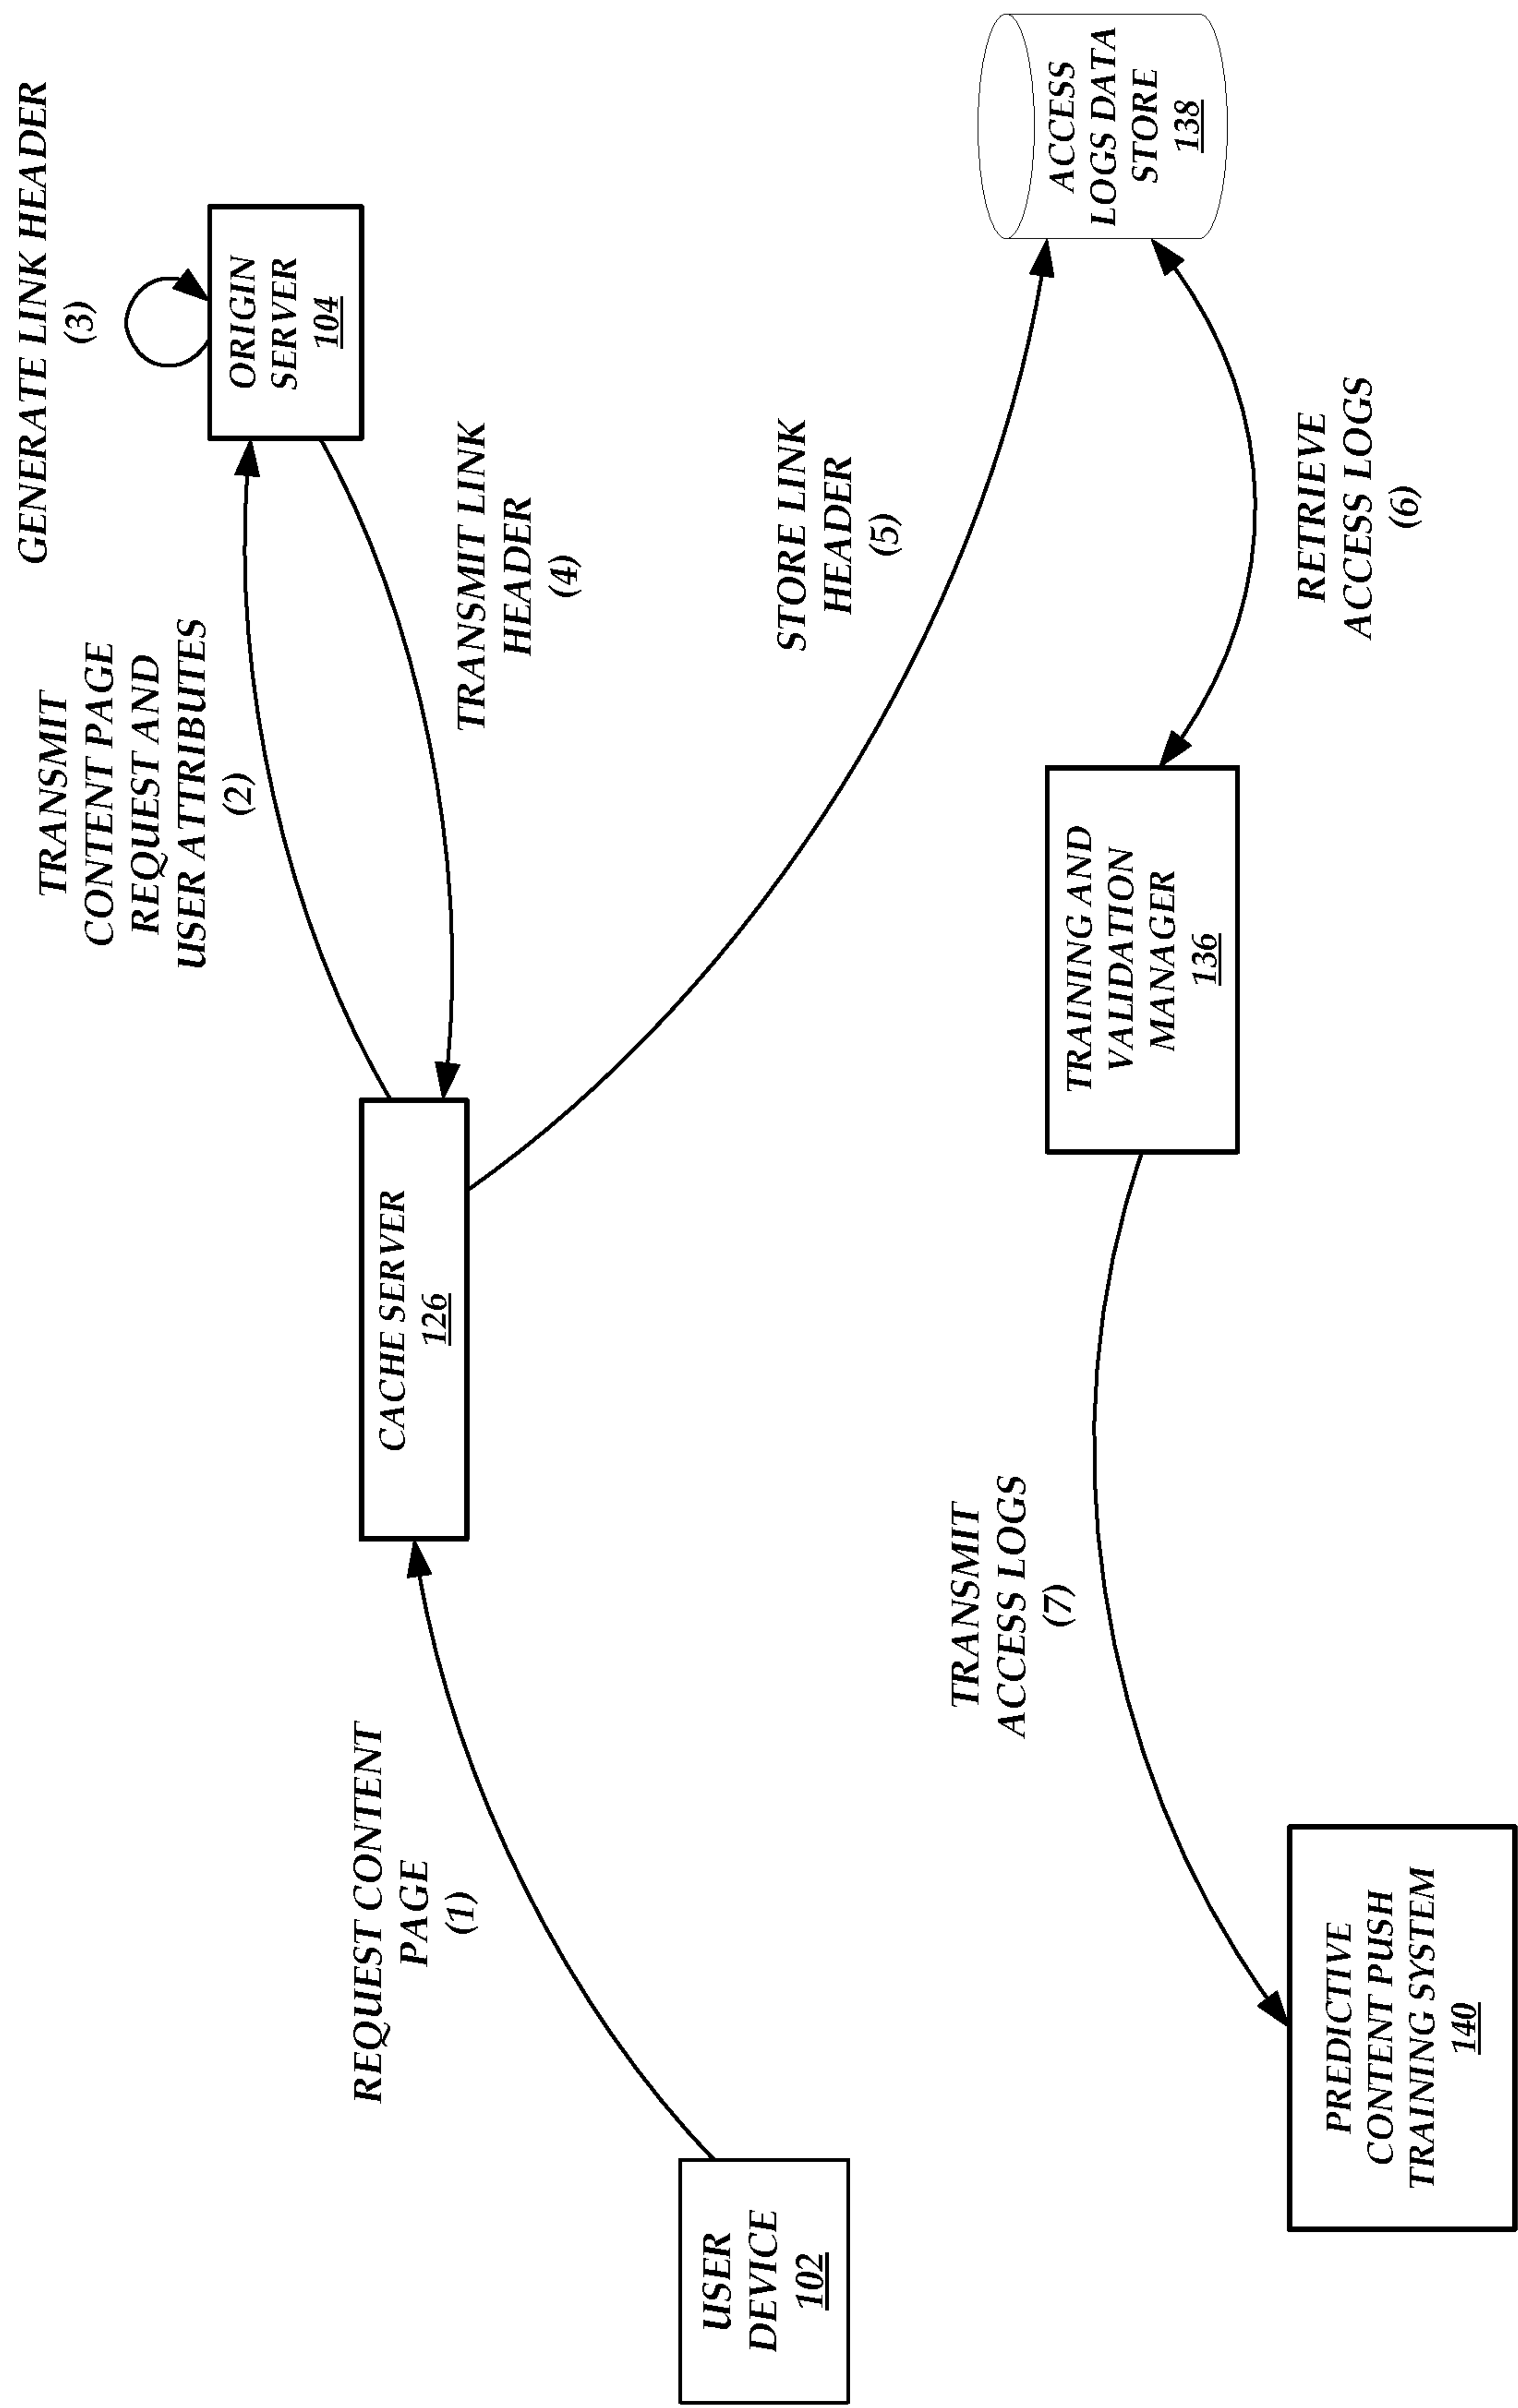 REQUEST CONTENT
PAGE
(1)
TRANSMIT
CONTENT PAGE
REQUEST AND
USER ATTRIBUTES
(2)
GENERATE LINK HEADER
(3)
USER
DEVICE
102
CACHE SERVER
126
ORIGIN
SERVER
104
TRANSMIT LINK
HEADER
(4)
STORE LINK
HEADER
(5)
TRANSMIT
ACCESS LOGS
(7)
PREDICTIVE
CONTENT PUSH
TRAINING SYSTEM
140
TRAINING AND
VALIDATION
MANAGER
136
ACCESS
LOGS DATA
STORE
138
RETRIEVE
ACCESS LOGS
(6)